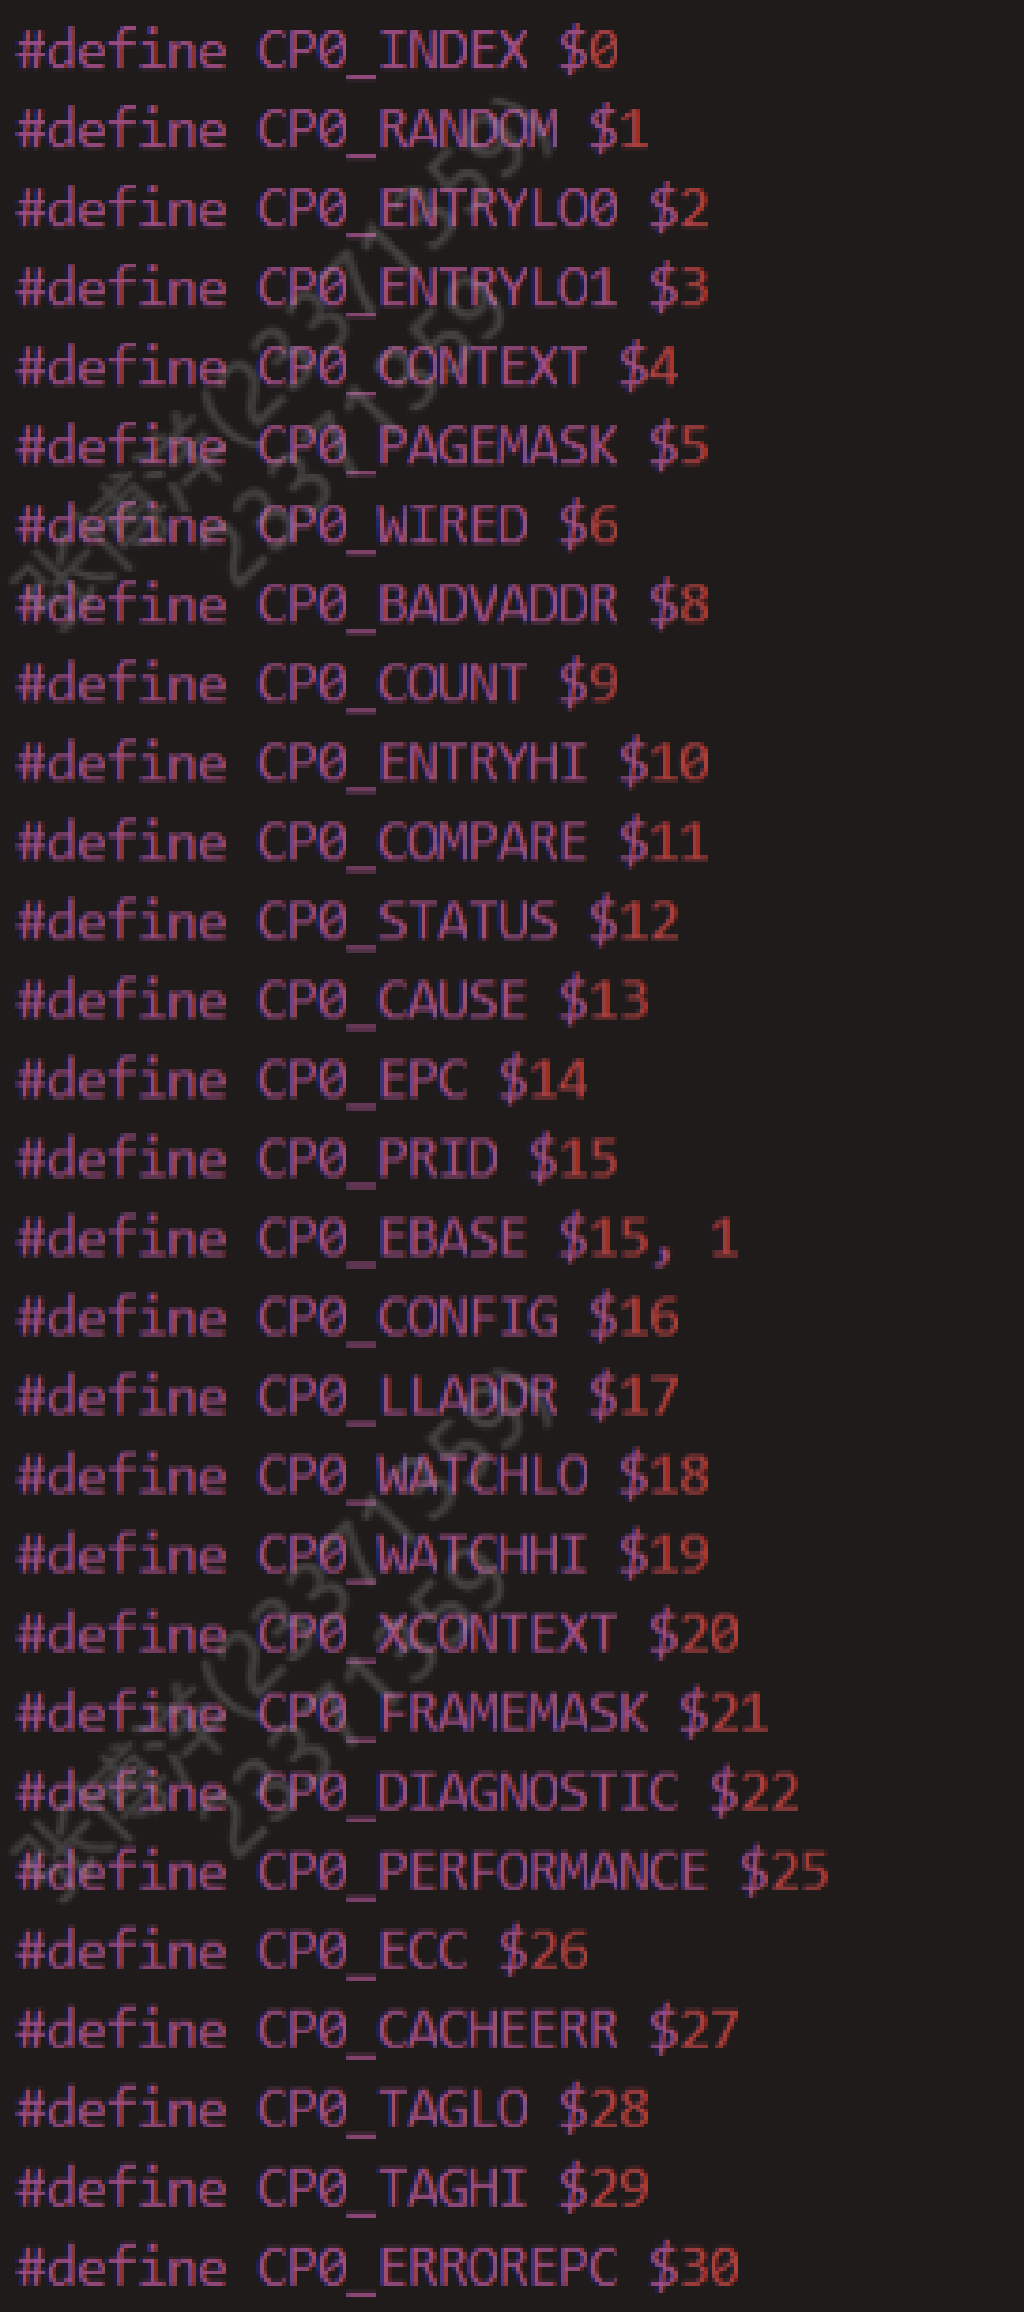 #define CP0_INDEX $0
#define CP0_RANDOM $1
#define CP0_ENTRYLO0 $2
#define CP0_ENTRYLO1 $3
#define CP0_CONTEXT $4
#define CP0_PAGEMASK $5
#define CP0_WIRED $6
#define CP0_BADVADDR $8
#define CP0_COUNT $9
#define CP0_ENTRYHI $10
#define CP0_COMPARE $11
#define CP0_STATUS $12
#define CP0_CAUSE $13
#define CP0_EPC $14
#define CP0_PRID $15
#define CP0_EBASE $15, 1
#define CP0_CONFIG $16
#define CP0_LLADDR $17
#define CP0_WATCHLO $18
#define CP0_WATCHHI $19
#define CP0_XCONTEXT $20
#define CP0_FRAMEMASK $21
#define CP0_DIAGNOSTIC $22
#define CP0_PERFORMANCE $25
#define CP0_ECC $26
#define CP0_CACHEERR $27
#define CP0_TAGLO $28
#define CP0_TAGHI $29
#define CP0_ERROREPC $30
(23371359)
23371359
(23371359)
23371359